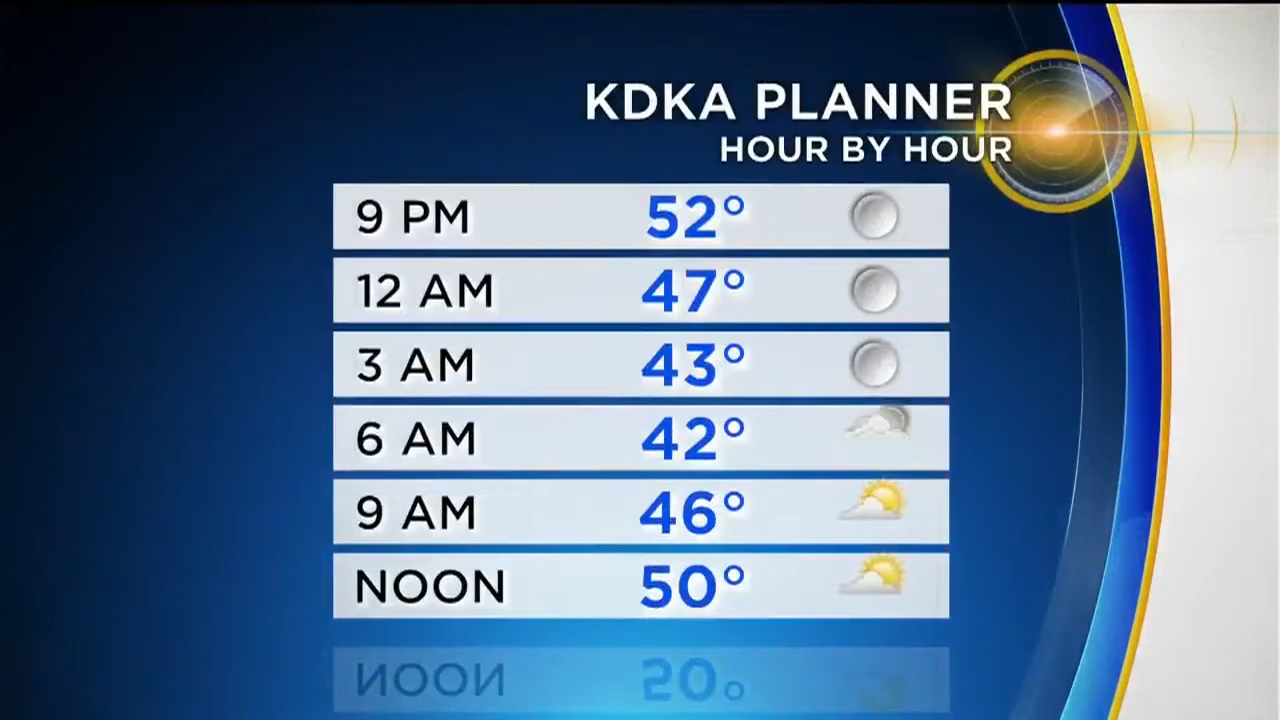 KDKA PLANNER
HOUR BY HOUR
9 PM 52°
12 AM 47°
3 AM 43°
6 AM 42°
9 AM 46°
NOON 50°